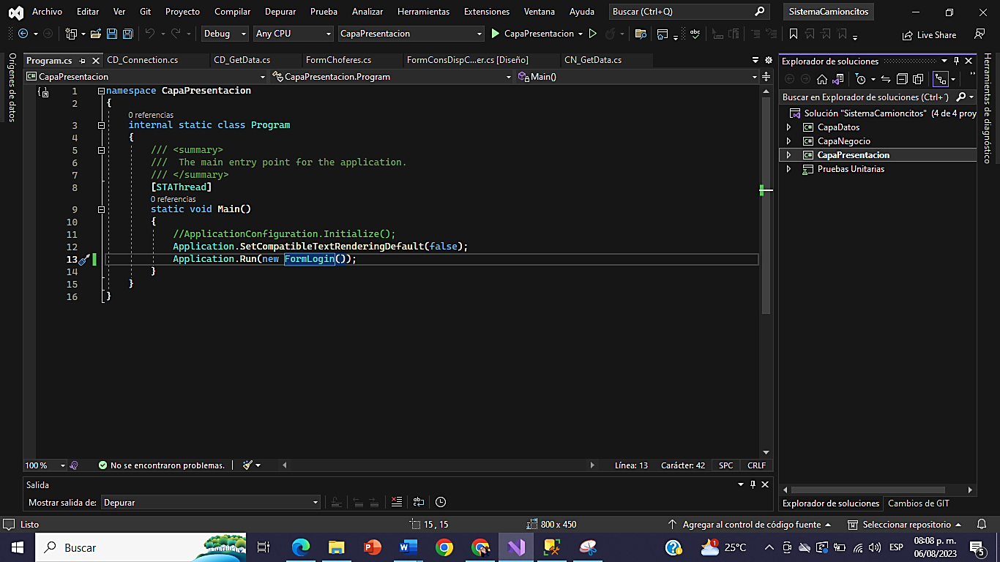 Archivo Editar Ver Git Proyecto Compilar Depurar Prueba Analizar Herramientas Extensiones Ventana Ayuda Buscar (Ctrl+Q) SistemaCamioncitos
Debug Any CPU CapaPresentacion CapaPresentacion Live Share
Orígenes de datos
Program.cs CD_Connection.cs CD_GetData.cs FormChoferes.cs FormConsDispC...er.cs [Diseño] CN_GetData.cs
CapaPresentacion CapaPresentacion.Program Main()
1 namespace CapaPresentacion
2 {
0 referencias
3 internal static class Program
4 {
5 /// <summary>
6 /// The main entry point for the application.
7 /// </summary>
8 [STAThread]
0 referencias
9 static void Main()
10 {
11 //ApplicationConfiguration.Initialize();
12 Application.SetCompatibleTextRenderingDefault(false);
13 Application.Run(new FormLogin());
14 }
15 }
16 }
100 % No se encontraron problemas. Línea: 13 Carácter: 42 SPC CRLF
Salida
Mostrar salida de: Depurar
Explorador de soluciones
Buscar en Explorador de soluciones (Ctrl+´)
Solución "SistemaCamioncitos" (4 de 4 proy
CapaDatos
CapaNegocio
CapaPresentacion
Pruebas Unitarias
Explorador de soluciones Cambios de GIT
Herramientas de diagnóstico
Listo 15 , 15 800 x 450 Agregar al control de código fuente Seleccionar repositorio
Buscar 1 25°C ESP 08:08 p. m.
06/08/2023 5